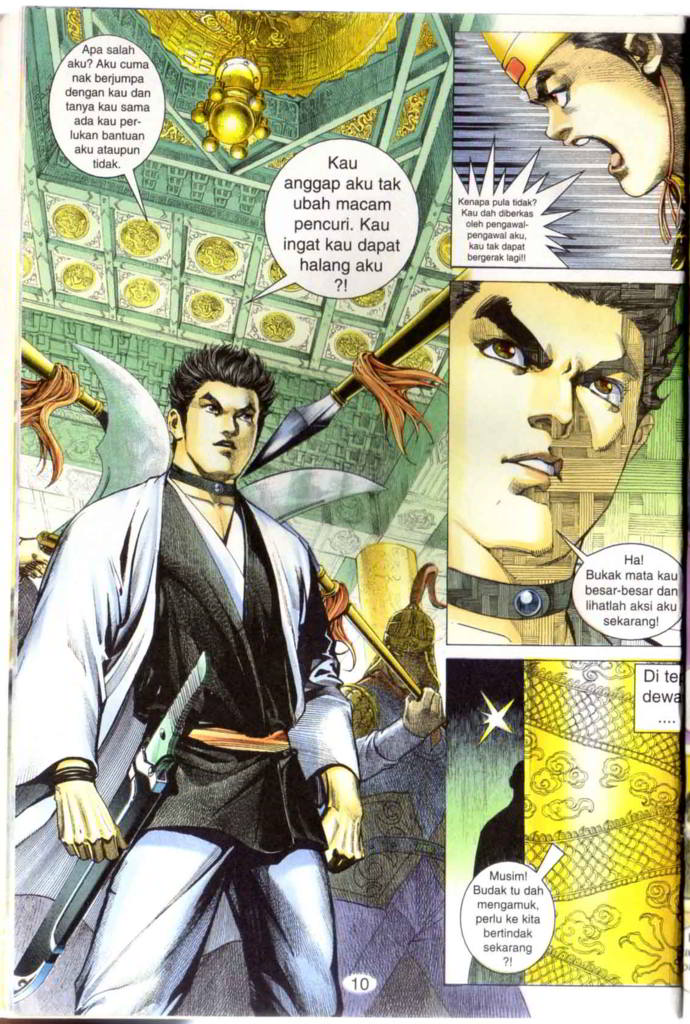 Apa salah
aku? Aku cuma
nak berjumpa
dengan kau dan
tanya kau sama
ada kau per-
lukan bantuan
aku ataupun
tidak.
Kau
anggap aku tak
ubah macam
pencuri. Kau
ingat kau dapat
halang aku
?!
Kenapa pula tidak?
Kau dah diberkas
oleh pengawal-
pengawal aku,
kau tak dapat
bergerak lagi!!
Ha!
Bukak mata kau
besar-besar dan
lihatlah aksi aku
sekarang!
Di
dewa
....
Musim!
Budak tu dah
mengamuk,
perlu ke kita
bertindak
sekarang
?!
10